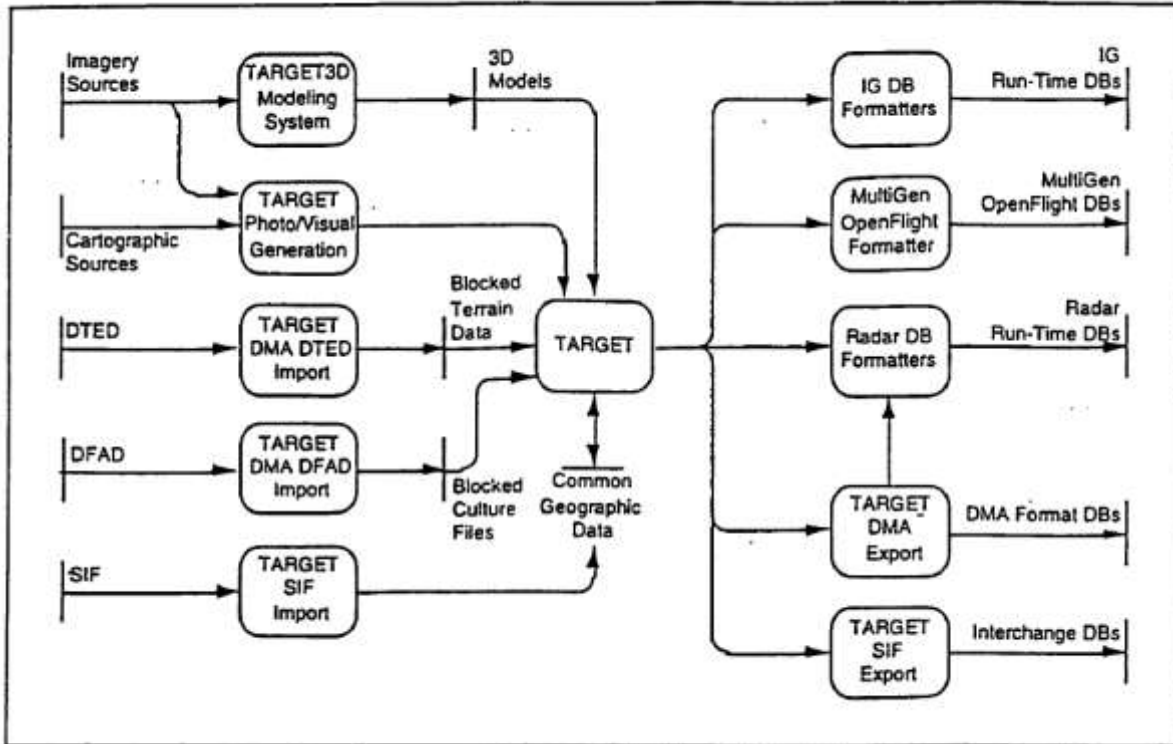 Imagery
Sources
TARGET3D
Modeling
System
3D
Models
IG DB
Formatters
IG
Run-Time DBs
Cartographic
Sources
TARGET
Photo/Visual
Generation
MultiGen
OpenFlight
Formatter
MultiGen
OpenFlight DBs
DTED
TARGET
DMA DTED
Import
Blocked
Terrain
Data
TARGET
Radar DB
Formatters
Radar
Run-Time DBs
DFAD
TARGET
DMA DFAD
Import
Blocked
Culture
Files
Common
Geographic
Data
TARGET
DMA
Export
DMA Format DBs
SIF
TARGET
SIF
Import
TARGET
SIF
Export
Interchange DBs